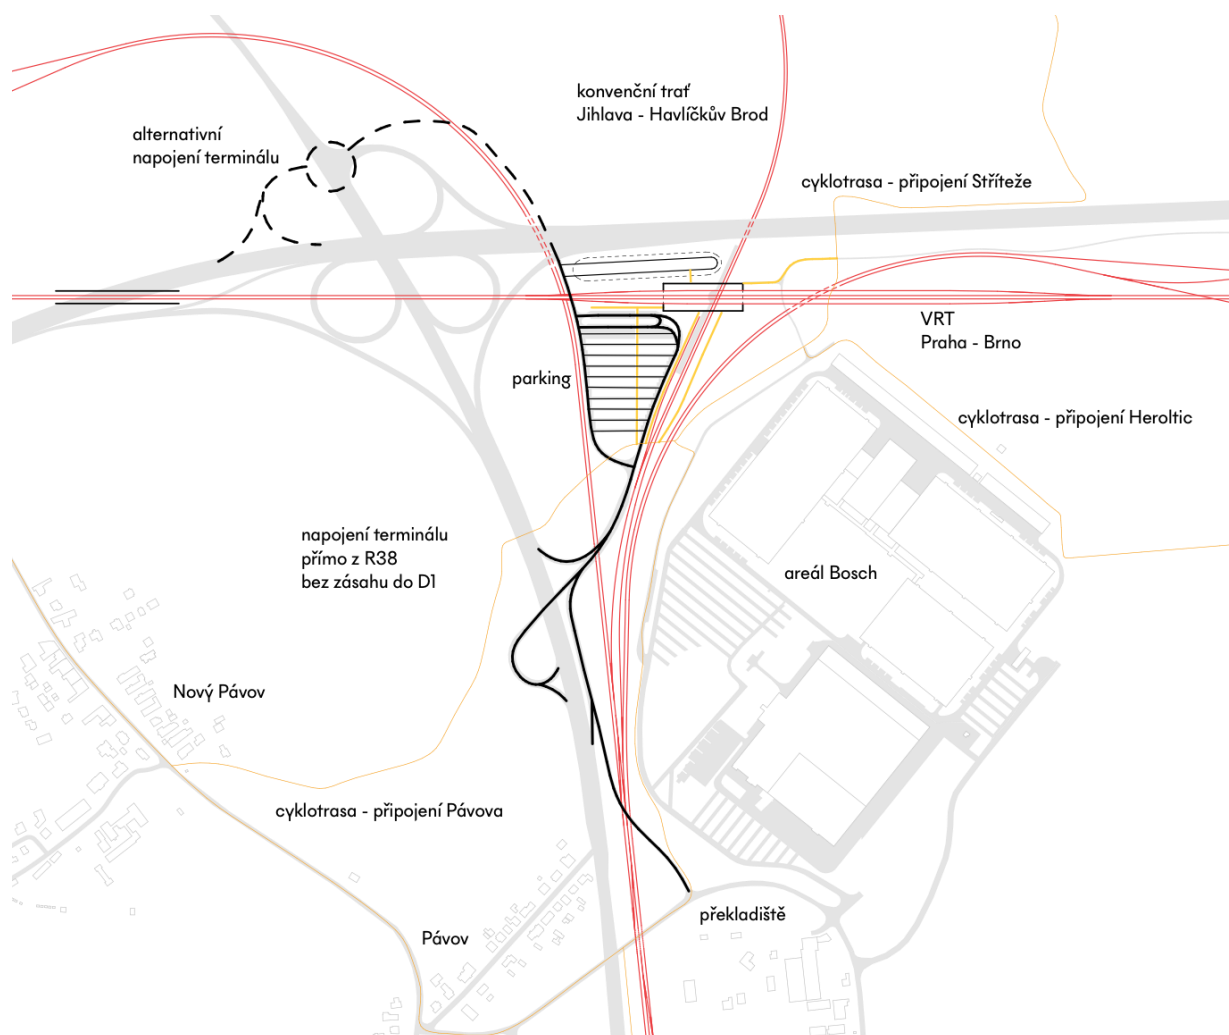 konvenční trať
Jihlava - Havlíčkův Brod
alternativní
napojení terminálu
cyklotrasa - připojení Stříteže
VRT
Praha - Brno
parking
cyklotrasa - připojení Heroltic
napojení terminálu
přímo z R38
bez zásahu do D1
areál Bosch
Nový Pávov
cyklotrasa - připojení Pávova
překladiště
Pávov